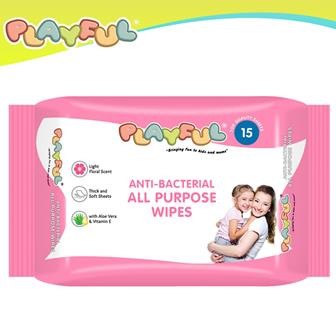 PLAYFUL
PLAYFUL
"Bringing fun to kids and moms"
15
Light
Floral Scent
Thick and
Soft Sheets
with Aloe Vera
& Vitamin E
ANTI-BACTERIAL
ALL PURPOSE
WIPES